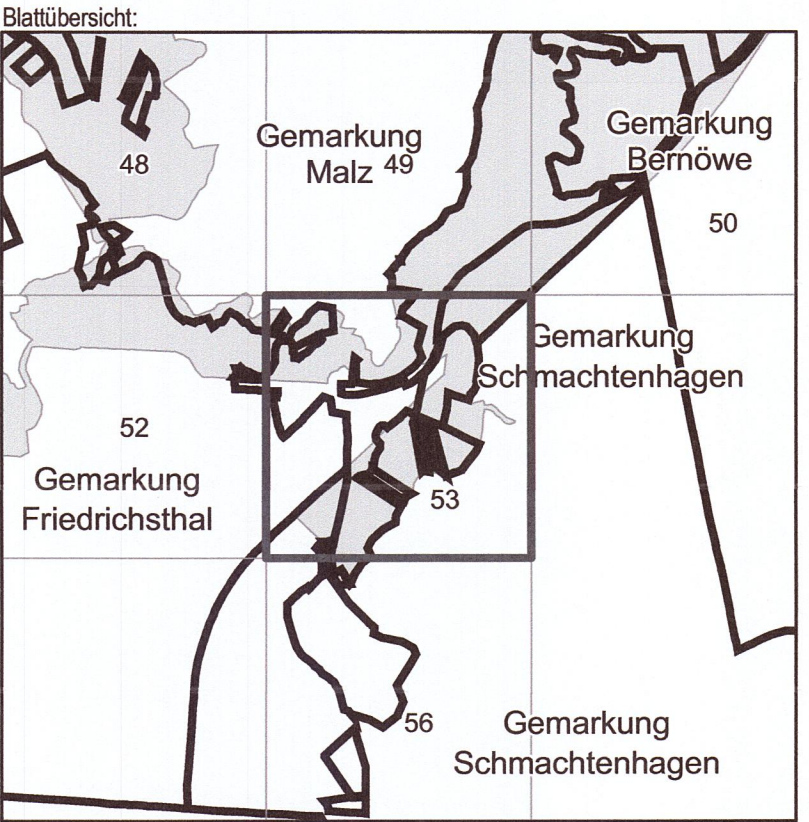 Blattübersicht:
48
Gemarkung
Malz 49
Gemarkung
Bernöwe
50
Gemarkung
Schmachtenhagen
52
Gemarkung
Friedrichsthal
53
56
Gemarkung
Schmachtenhagen